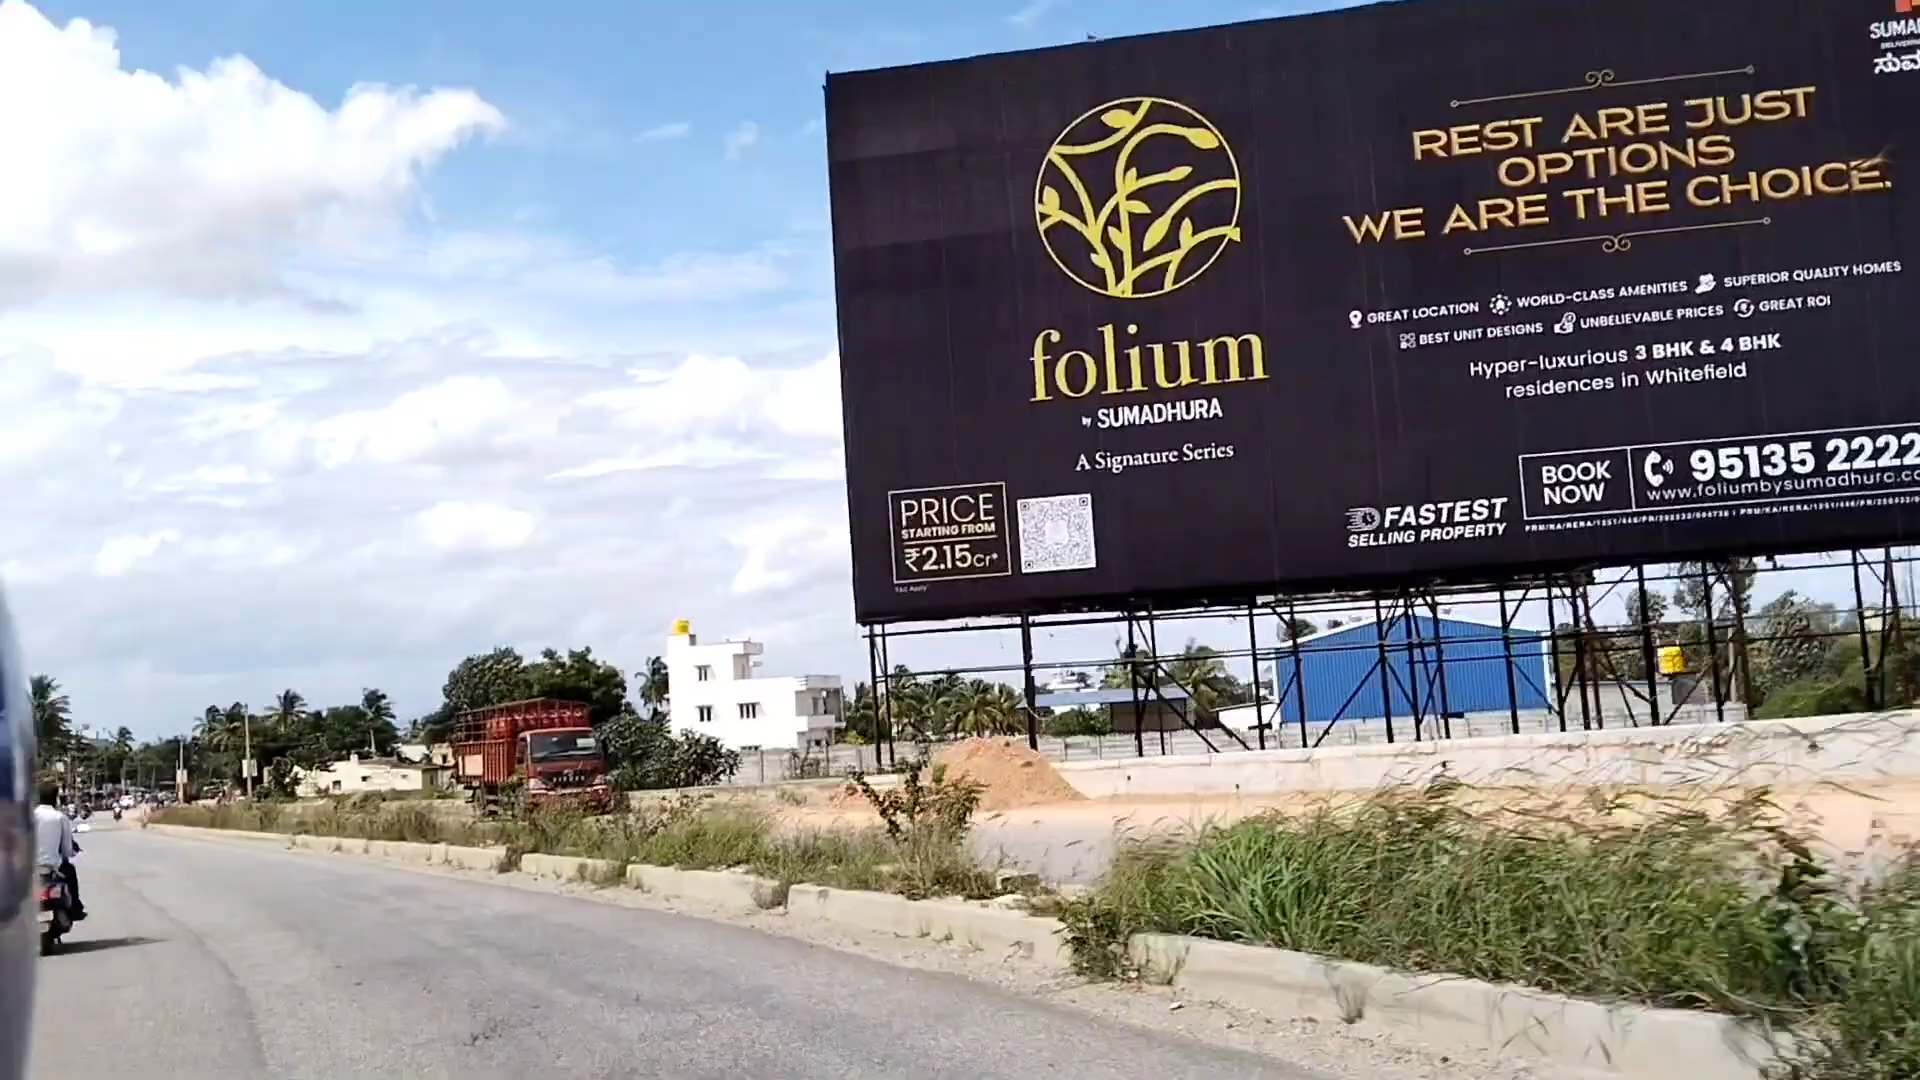 folium
by SUMADHURA
A Signature Series
PRICE
STARTING FROM
₹2.15Cr*
T&C Apply
REST ARE JUST
OPTIONS
WE ARE THE CHOICE.
GREAT LOCATION WORLD-CLASS AMENITIES SUPERIOR QUALITY HOMES
BEST UNIT DESIGNS UNBELIEVABLE PRICES GREAT ROI
Hyper-luxurious 3 BHK & 4 BHK
residences in Whitefield
FASTEST
SELLING PROPERTY
BOOK
NOW
95135 2222
www.foliumbysumadhura.co
SUMA
ಸುಮ